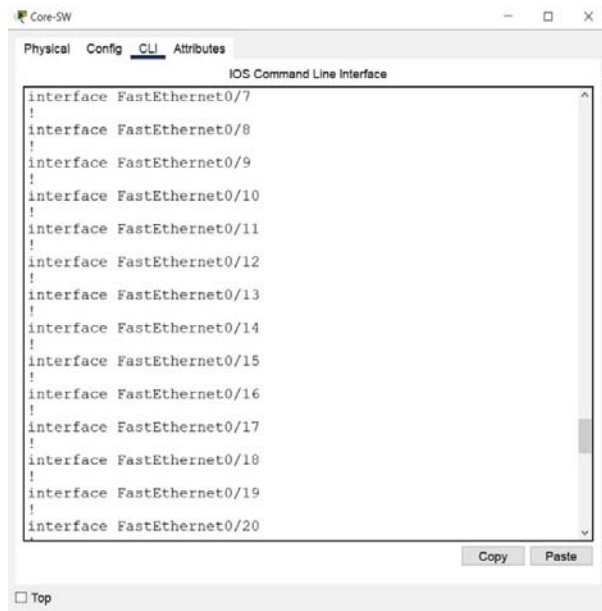 Core-SW
Physical Config CLI Attributes
IOS Command Line Interface
interface FastEthernet0/7
!
interface FastEthernet0/8
!
interface FastEthernet0/9
!
interface FastEthernet0/10
!
interface FastEthernet0/11
!
interface FastEthernet0/12
!
interface FastEthernet0/13
!
interface FastEthernet0/14
!
interface FastEthernet0/15
!
interface FastEthernet0/16
!
interface FastEthernet0/17
!
interface FastEthernet0/18
!
interface FastEthernet0/19
!
interface FastEthernet0/20
Copy Paste
Top